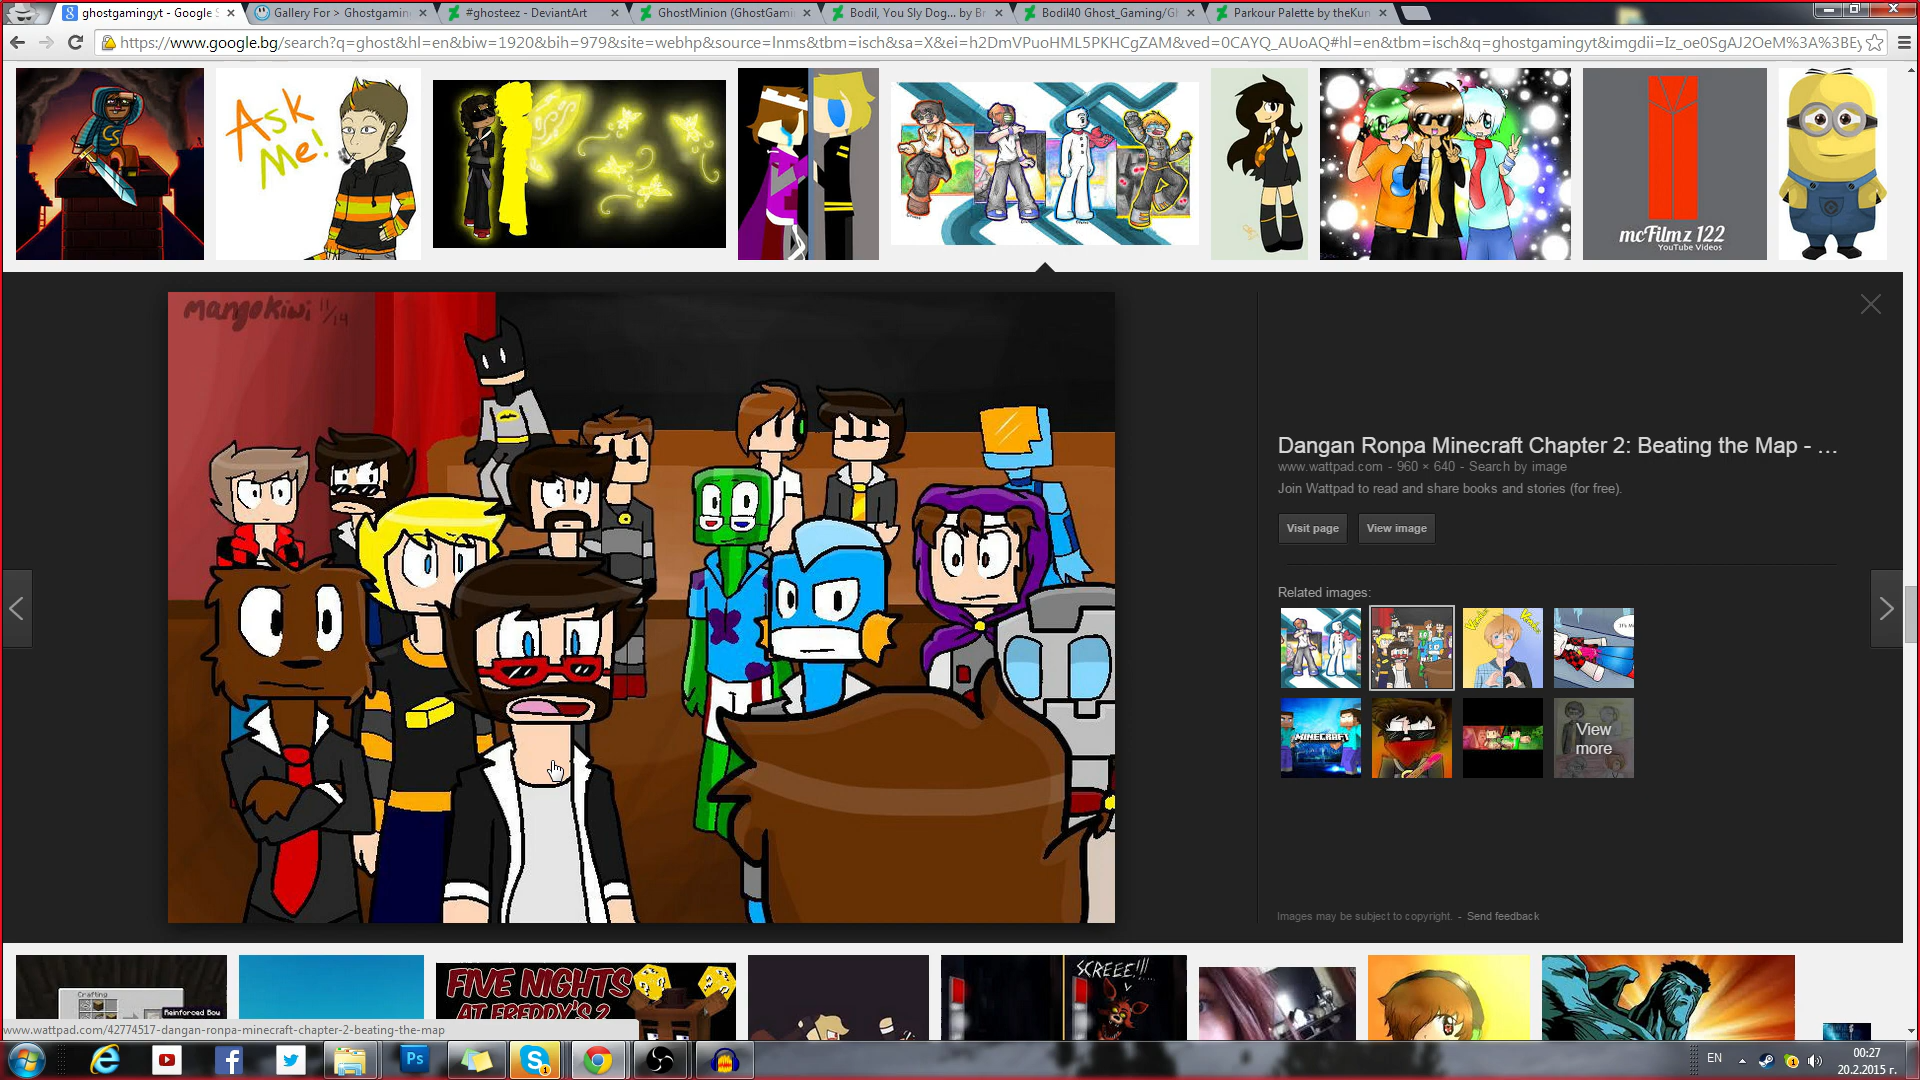 ghostgamingyt - Google S
Gallery For > Ghostgamin
#ghosteez - DeviantArt
GhostMinion (GhostGami
Bodil, You Sly Dog... by Br
Bodil40 Ghost_Gaming/Gl
Parkour Palette by theKun
https://www.google.bg/search?q=ghost&hl=en&biw=1920&bih=979&site=webhp&source=lnms&tbm=isch&sa=X&ei=h2DmVPuoHML5PKHCgZAM&ved=0CAYQ_AUoAQ#hl=en&tbm=isch&q=ghostgamingyt&imgdii=Iz_oe0SgAJ2OeM%3A%3BEy
Ask
Me!
CS
mcFilmz 122
YouTube Videos
mangokiwi 11/14
Dangan Ronpa Minecraft Chapter 2: Beating the Map - ...
www.wattpad.com - 960 × 640 - Search by image
Join Wattpad to read and share books and stories (for free).
Visit page
View image
Related images:
It's M
MINECRAFT
View
more
Images may be subject to copyright. - Send feedback
Crafting
Reinforced Bow
FIVE NIGHTS
AT FREDDY'S 2
SCREEE!!!
www.wattpad.com/42774517-dangan-ronpa-minecraft-chapter-2-beating-the-map
Ps
EN
00:27
20.2.2015 г.